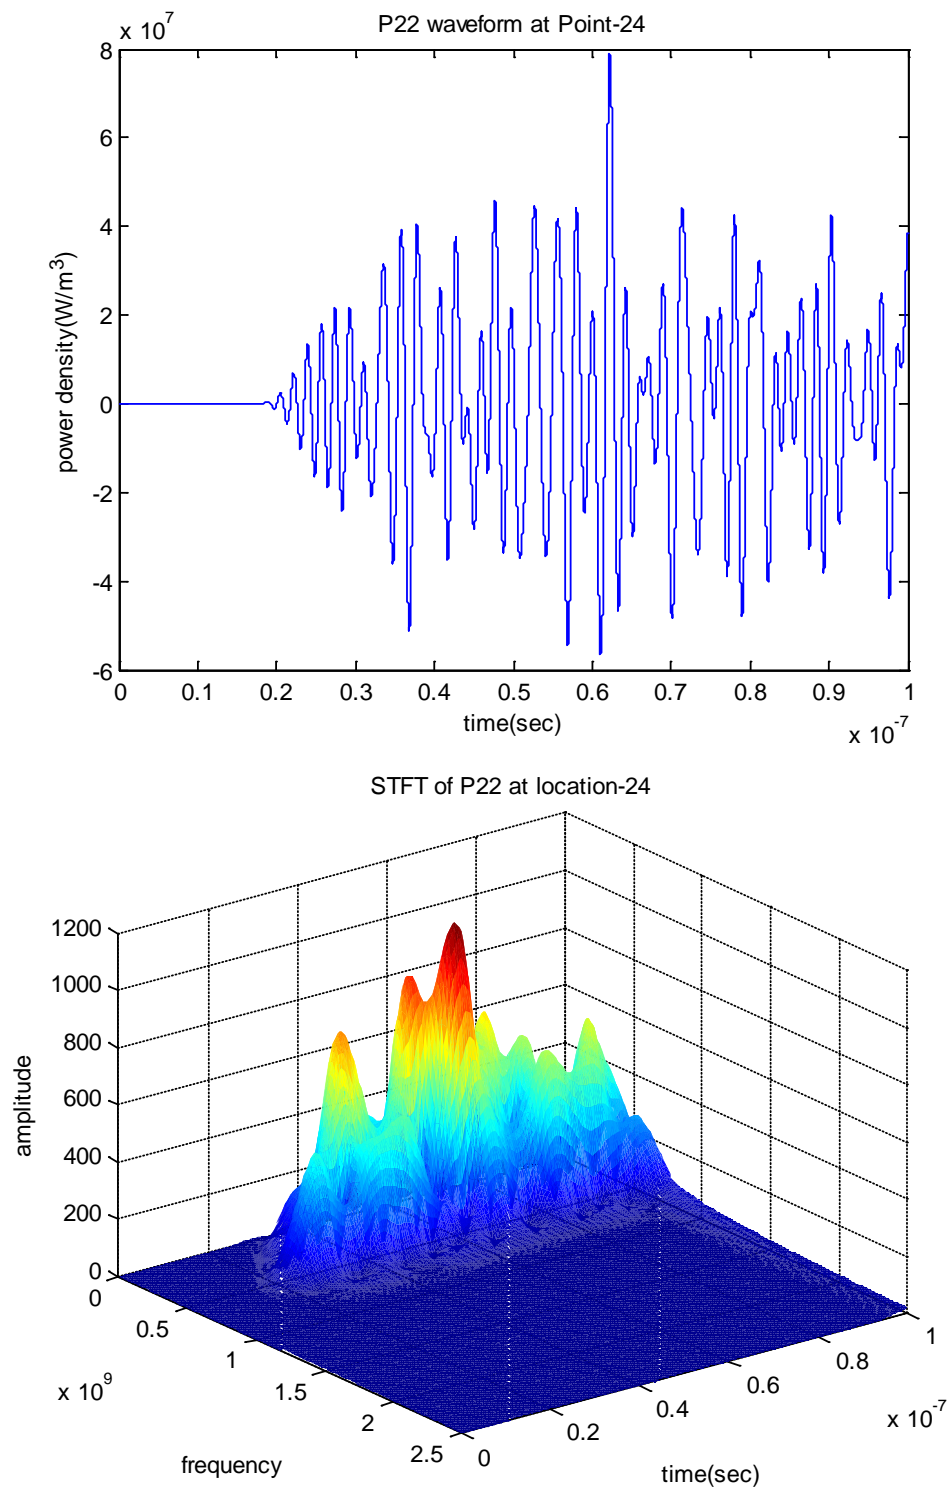 P22 waveform at Point-24
x 10^7
8
6
4
2
0
-2
-4
-6
power density(W/m^3)
0 0.1 0.2 0.3 0.4 0.5 0.6 0.7 0.8 0.9 1
time(sec)
x 10^-7
STFT of P22 at location-24
1200
1000
800
600
400
200
0
amplitude
0
0.5
1
1.5
2
2.5
x 10^9
frequency
0
0.2
0.4
0.6
0.8
1
x 10^-7
time(sec)